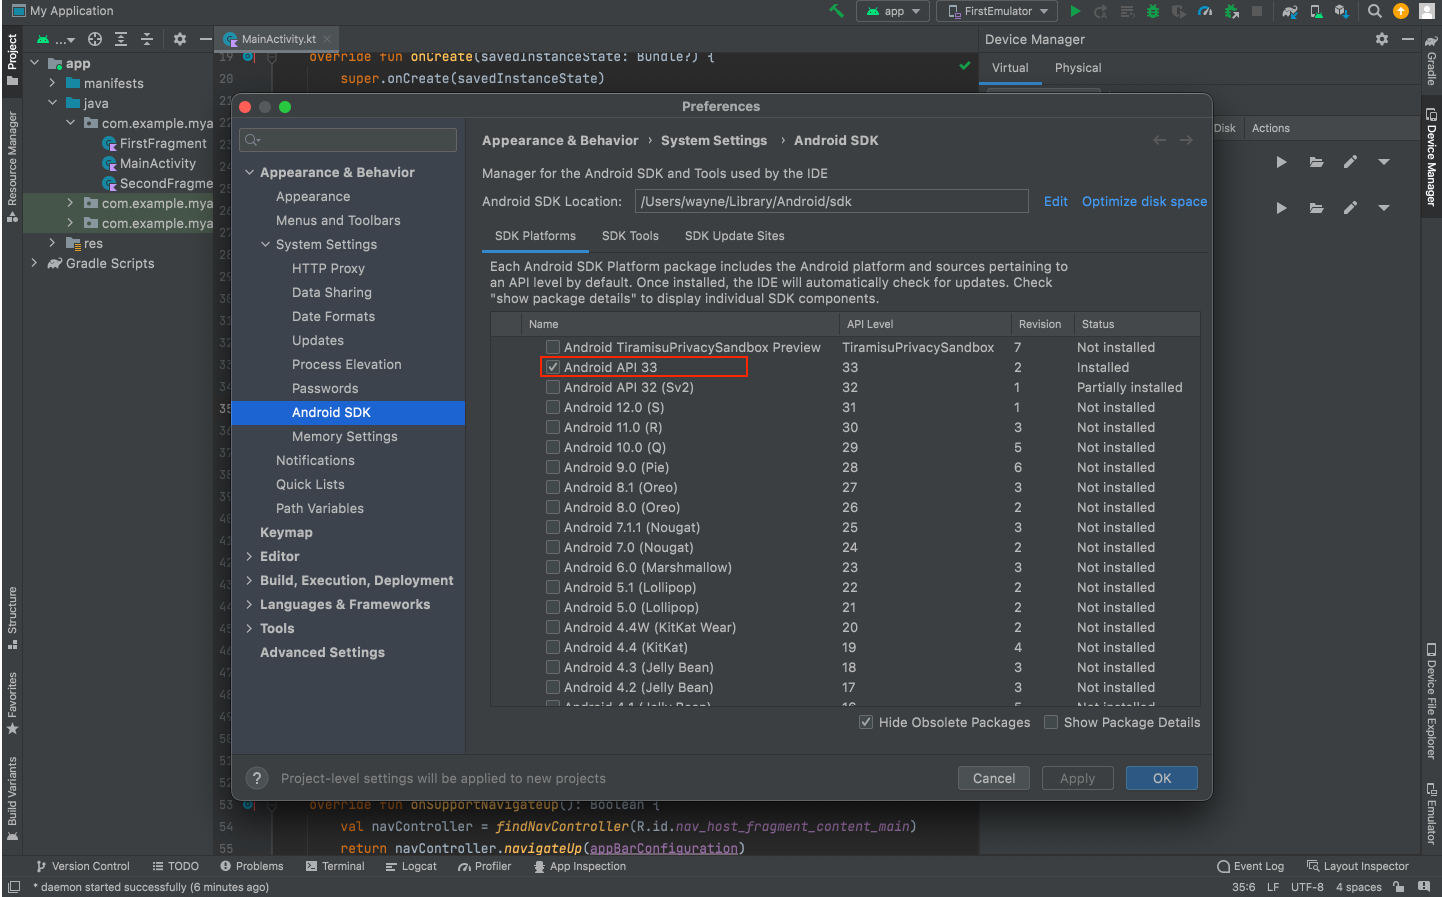 My Application
app
FirstEmulator
Project
...
MainActivity.kt
Device Manager
Virtual
Physical
Disk
Actions
Gradle
Device Manager
Device File Explorer
Emulator
Resource Manager
Structure
Favorites
Build Variants
app
manifests
java
com.example.mya
FirstFragment
MainActivity
SecondFragme
com.example.mya
com.example.mya
res
Gradle Scripts
19 override fun onCreate(savedInstanceState: Bundle?) {
20 super.onCreate(savedInstanceState)
Preferences
Appearance & Behavior
Appearance
Menus and Toolbars
System Settings
HTTP Proxy
Data Sharing
Date Formats
Updates
Process Elevation
Passwords
Android SDK
Memory Settings
Notifications
Quick Lists
Path Variables
Keymap
Editor
Build, Execution, Deployment
Languages & Frameworks
Tools
Advanced Settings
Appearance & Behavior › System Settings › Android SDK
Manager for the Android SDK and Tools used by the IDE
Android SDK Location: /Users/wayne/Library/Android/sdk Edit Optimize disk space
SDK Platforms SDK Tools SDK Update Sites
Each Android SDK Platform package includes the Android platform and sources pertaining to
an API level by default. Once installed, the IDE will automatically check for updates. Check
"show package details" to display individual SDK components.
Name API Level Revision Status
Android TiramisuPrivacySandbox Preview TiramisuPrivacySandbox 7 Not installed
Android API 33 33 2 Installed
Android API 32 (Sv2) 32 1 Partially installed
Android 12.0 (S) 31 1 Not installed
Android 11.0 (R) 30 3 Not installed
Android 10.0 (Q) 29 5 Not installed
Android 9.0 (Pie) 28 6 Not installed
Android 8.1 (Oreo) 27 3 Not installed
Android 8.0 (Oreo) 26 2 Not installed
Android 7.1.1 (Nougat) 25 3 Not installed
Android 7.0 (Nougat) 24 2 Not installed
Android 6.0 (Marshmallow) 23 3 Not installed
Android 5.1 (Lollipop) 22 2 Not installed
Android 5.0 (Lollipop) 21 2 Not installed
Android 4.4W (KitKat Wear) 20 2 Not installed
Android 4.4 (KitKat) 19 4 Not installed
Android 4.3 (Jelly Bean) 18 3 Not installed
Android 4.2 (Jelly Bean) 17 3 Not installed
Hide Obsolete Packages Show Package Details
? Project-level settings will be applied to new projects
Cancel Apply OK
53 override fun onSupportNavigateUp(): Boolean {
54 val navController = findNavController(R.id.nav_host_fragment_content_main)
55 return navController.navigateUp(appBarConfiguration)
Version Control TODO Problems Terminal Logcat Profiler App Inspection Event Log Layout Inspector
* daemon started successfully (6 minutes ago) 35:6 LF UTF-8 4 spaces